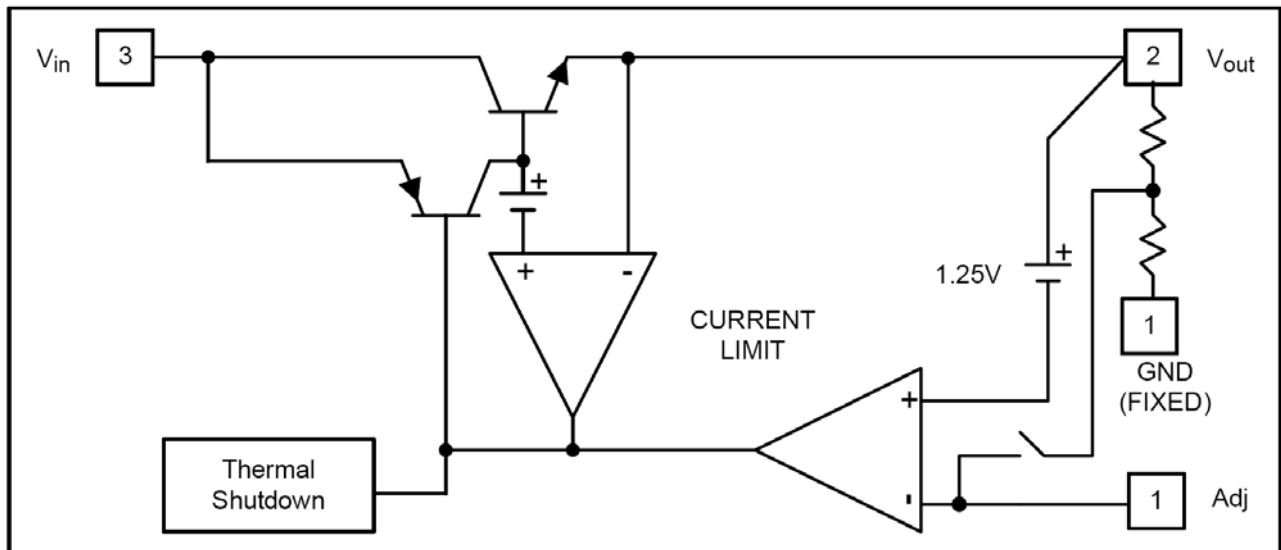 Vin 3
2 Vout
+
+ -
1.25V +
CURRENT
LIMIT
1
GND
(FIXED)
+
Thermal
Shutdown
-
1 Adj